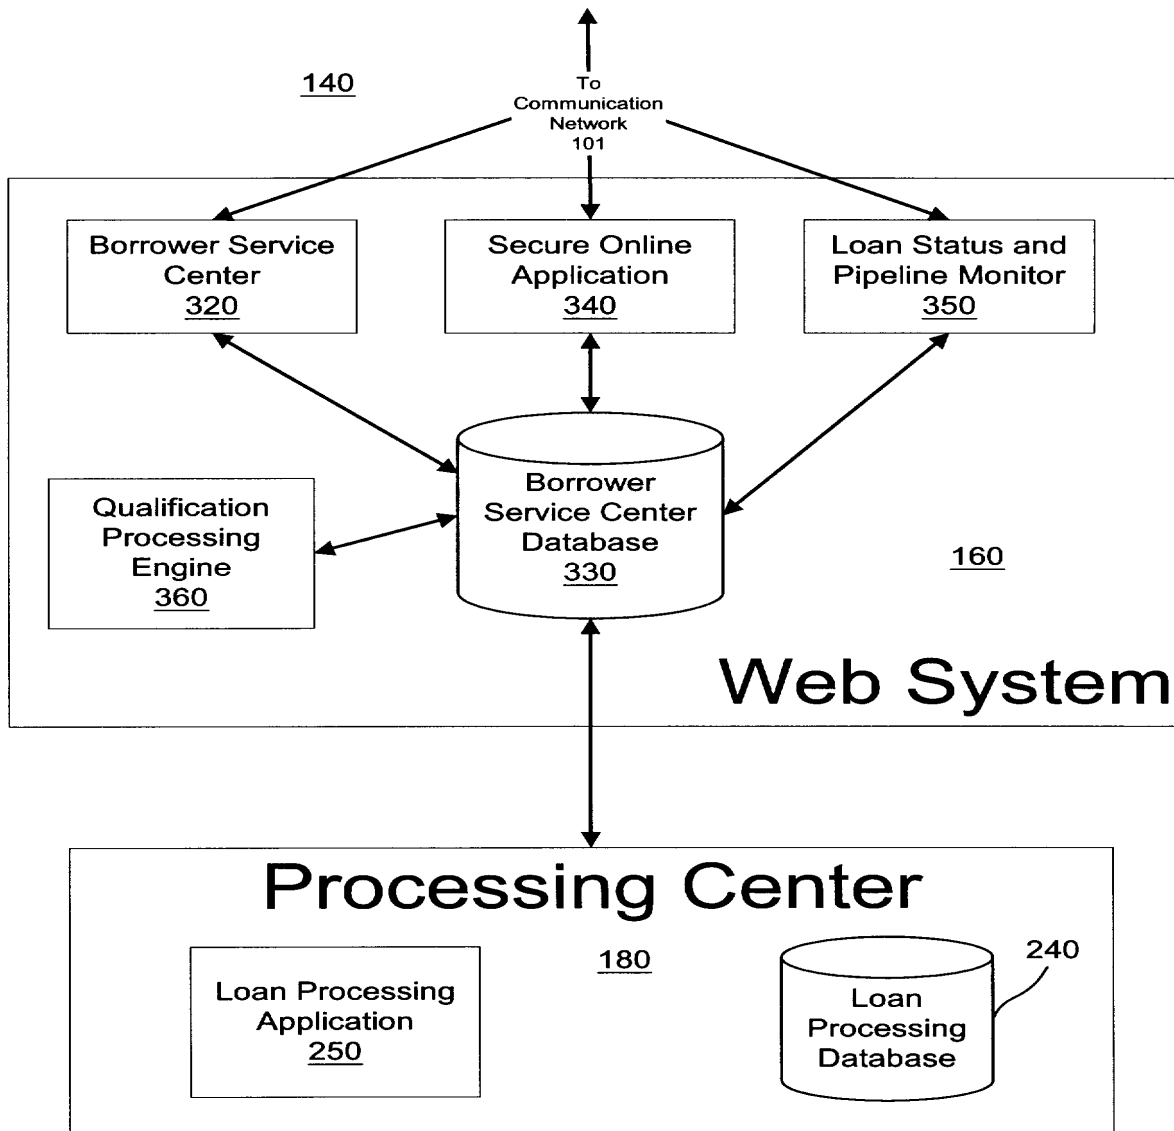 140
To
Communication
Network
101
Borrower Service
Center
320
Secure Online
Application
340
Loan Status and
Pipeline Monitor
350
Borrower
Service Center
Database
330
Qualification
Processing
Engine
360
160
Web System
Processing Center
180
240
Loan Processing
Application
250
Loan
Processing
Database